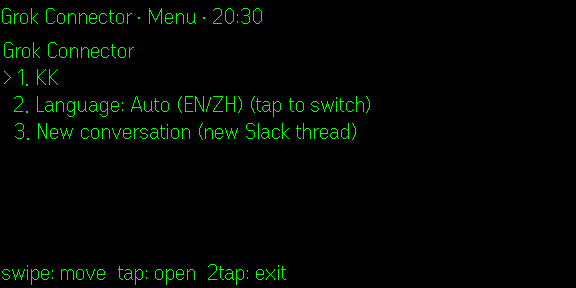 Grok Connector · Menu · 20:30
Grok Connector
> 1. KK
2. Language: Auto (EN/ZH) (tap to switch)
3. New conversation (new Slack thread)
swipe: move  tap: open  2tap: exit